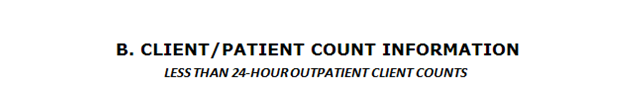 B. CLIENT/PATIENT COUNT INFORMATION
LESS THAN 24-HOUR OUTPATIENT CLIENT COUNTS